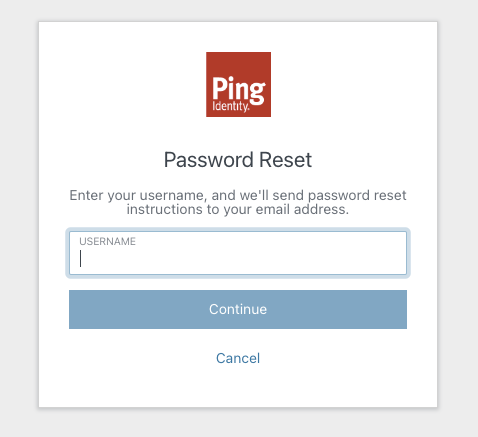 Ping
Identity.
Password Reset
Enter your username, and we'll send password reset
instructions to your email address.
USERNAME
Continue
Cancel